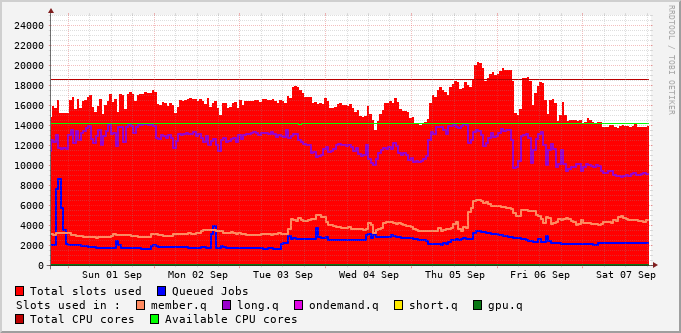 RRDTOOL / TOBI OETIKER
24000
22000
20000
18000
16000
14000
12000
10000
8000
6000
4000
2000
0
Sun 01 Sep Mon 02 Sep Tue 03 Sep Wed 04 Sep Thu 05 Sep Fri 06 Sep Sat 07 Sep
Total slots used Queued Jobs
Slots used in : member.q long.q ondemand.q short.q gpu.q
Total CPU cores Available CPU cores